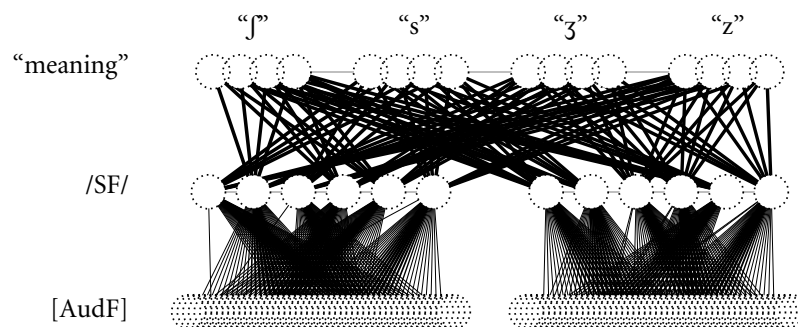 “ʃ” “s” “ʒ” “z”
“meaning”
/SF/
[AudF]